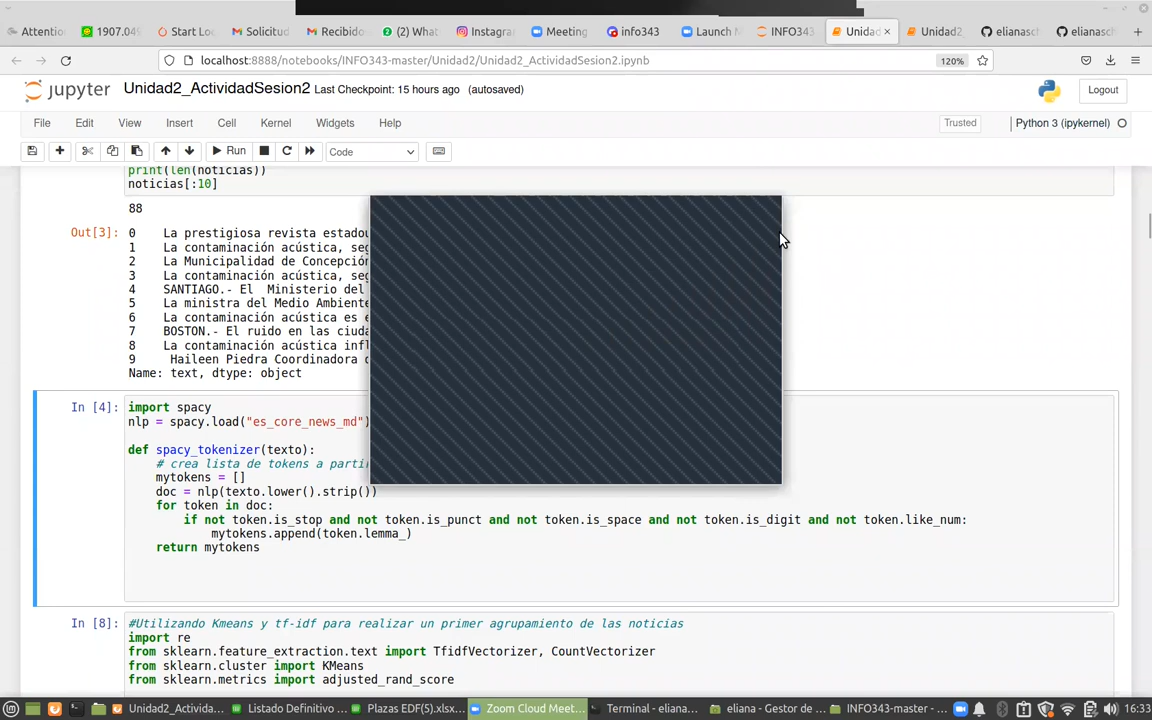 Attentio
1907.049
Start Loc
Solicitud
Recibido
(2) What
Instagra
Meeting
info343
Launch M
INFO343
Unidad
Unidad2
elianasc
elianasc
localhost:8888/notebooks/INFO343-master/Unidad2/Unidad2_ActividadSesion2.ipynb
120%
jupyter Unidad2_ActividadSesion2 Last Checkpoint: 15 hours ago (autosaved)
Logout
File Edit View Insert Cell Kernel Widgets Help
Trusted
Python 3 (ipykernel)
Run
Code
print(len(noticias))
noticias[:10]
88
Out[3]:
0 La prestigiosa revista estadou
1 La contaminación acústica, seg
2 La Municipalidad de Concepción
3 La contaminación acústica, seg
4 SANTIAGO.- El Ministerio del
5 La ministra del Medio Ambiente
6 La contaminación acústica es e
7 BOSTON.- El ruido en las ciuda
8 La contaminación acústica infl
9 Haileen Piedra Coordinadora d
Name: text, dtype: object
In [4]:
import spacy
nlp = spacy.load("es_core_news_md")
def spacy_tokenizer(texto):
# crea lista de tokens a parti
mytokens = []
doc = nlp(texto.lower().strip())
for token in doc:
if not token.is_stop and not token.is_punct and not token.is_space and not token.is_digit and not token.like_num:
mytokens.append(token.lemma_)
return mytokens
In [8]:
#Utilizando Kmeans y tf-idf para realizar un primer agrupamiento de las noticias
import re
from sklearn.feature_extraction.text import TfidfVectorizer, CountVectorizer
from sklearn.cluster import KMeans
from sklearn.metrics import adjusted_rand_score
Unidad2_Activida...
Listado Definitivo ...
Plazas EDF(5).xlsx...
Zoom Cloud Meet...
Terminal - eliana...
eliana - Gestor de ...
INFO343-master - ...
16:33